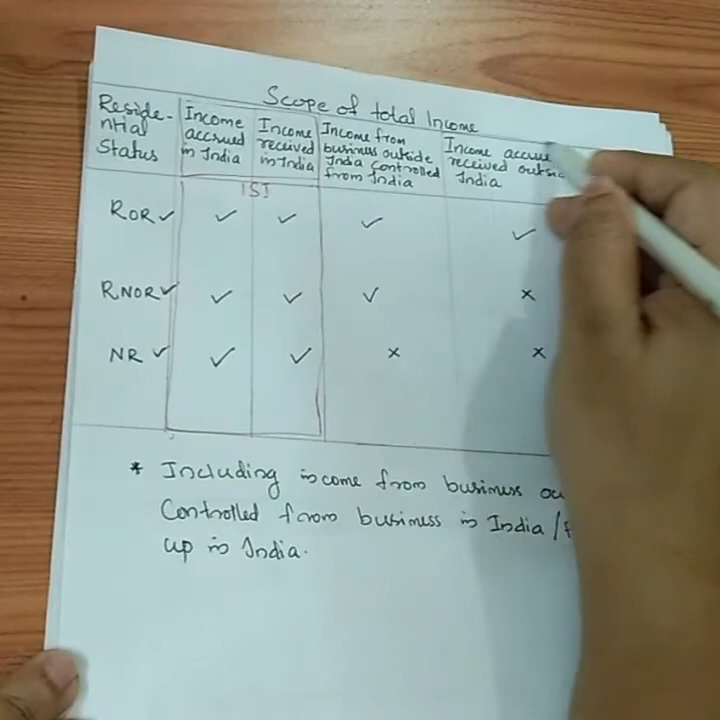 Scope of total Income
Reside-
ntial
Status
Income
accrued
in India
Income
received
in India
Income from
business outside
India controlled
from India
Income
received
India
ISI
ROR ✓ ✓ ✓ ✓ ✓
RNOR ✓ ✓ ✓ ✓ ×
NR ✓ ✓ ✓ × ×
* Including income from business
Controlled from business in India /
up in India.